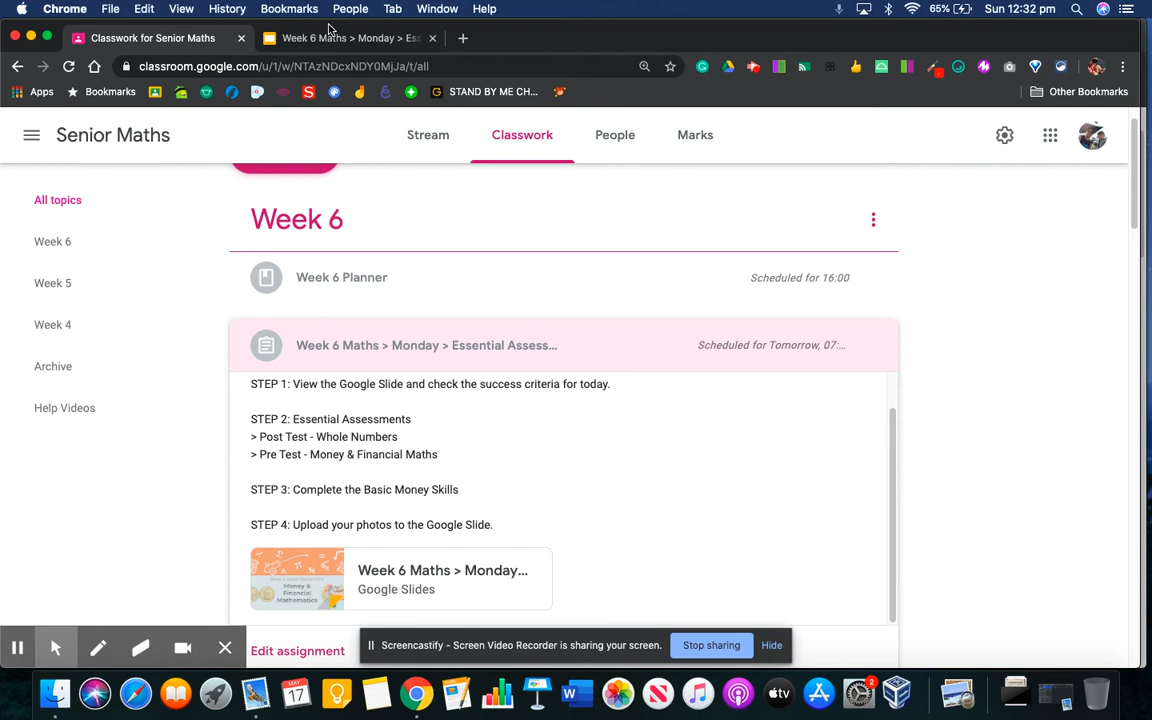 Chrome File Edit View History Bookmarks People Tab Window Help 65% Sun 12:32 pm
Classwork for Senior Maths Week 6 Maths > Monday > Ess
classroom.google.com/u/1/w/NTAzNDcxNDY0MjJa/t/all
Apps Bookmarks STAND BY ME CH... Other Bookmarks
Senior Maths Stream Classwork People Marks
All topics
Week 6
Week 5
Week 4
Archive
Help Videos
Week 6
Week 6 Planner Scheduled for 16:00
Week 6 Maths > Monday > Essential Assess... Scheduled for Tomorrow, 07:...
STEP 1: View the Google Slide and check the success criteria for today.
STEP 2: Essential Assessments
> Post Test - Whole Numbers
> Pre Test - Money & Financial Maths
STEP 3: Complete the Basic Money Skills
STEP 4: Upload your photos to the Google Slide.
Money &
Financial
Mathematics
Week 6 Maths > Monday...
Google Slides
Edit assignment
Screencastify - Screen Video Recorder is sharing your screen. Stop sharing Hide
MAY
17
2